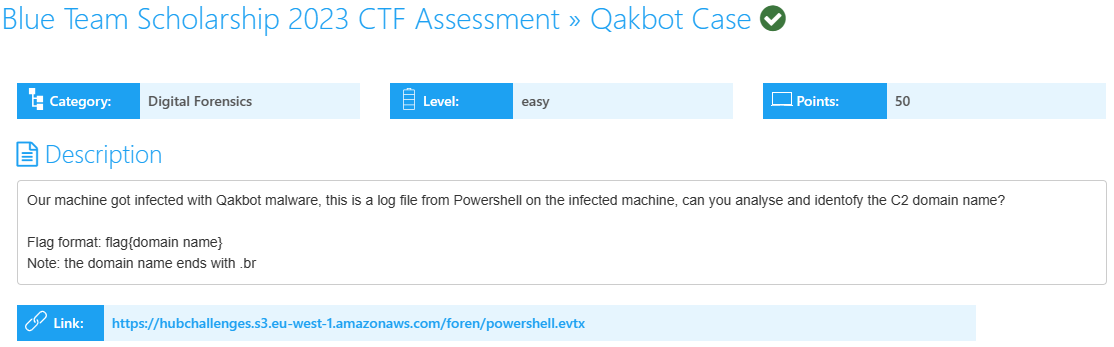 Blue Team Scholarship 2023 CTF Assessment » Qakbot Case
Category: Digital Forensics
Level: easy
Points: 50
Description
Our machine got infected with Qakbot malware, this is a log file from Powershell on the infected machine, can you analyse and identofy the C2 domain name?
Flag format: flag{domain name}
Note: the domain name ends with .br
Link: https://hubchallenges.s3.eu-west-1.amazonaws.com/foren/powershell.evtx